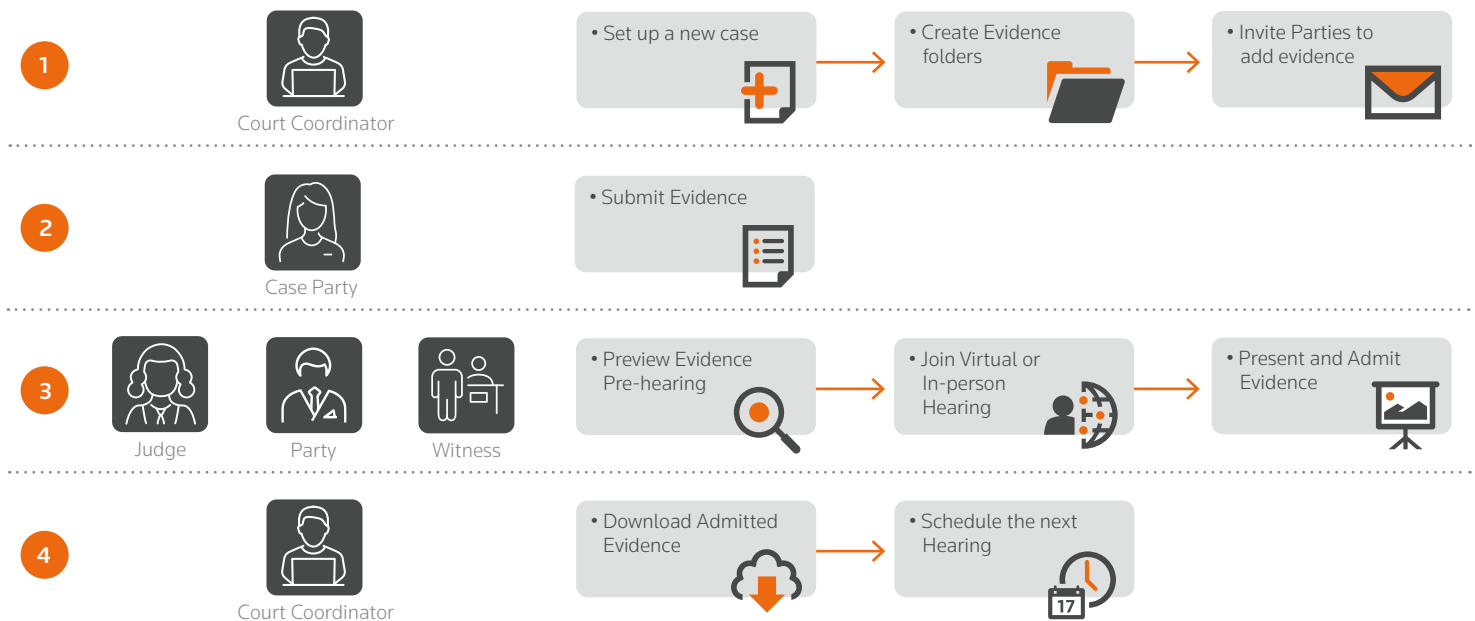 1
Court Coordinator
• Set up a new case
• Create Evidence
folders
• Invite Parties to
add evidence
2
Case Party
• Submit Evidence
3
Judge
Party
Witness
• Preview Evidence
Pre-hearing
• Join Virtual or
In-person
Hearing
• Present and Admit
Evidence
4
Court Coordinator
• Download Admitted
Evidence
• Schedule the next
Hearing
17